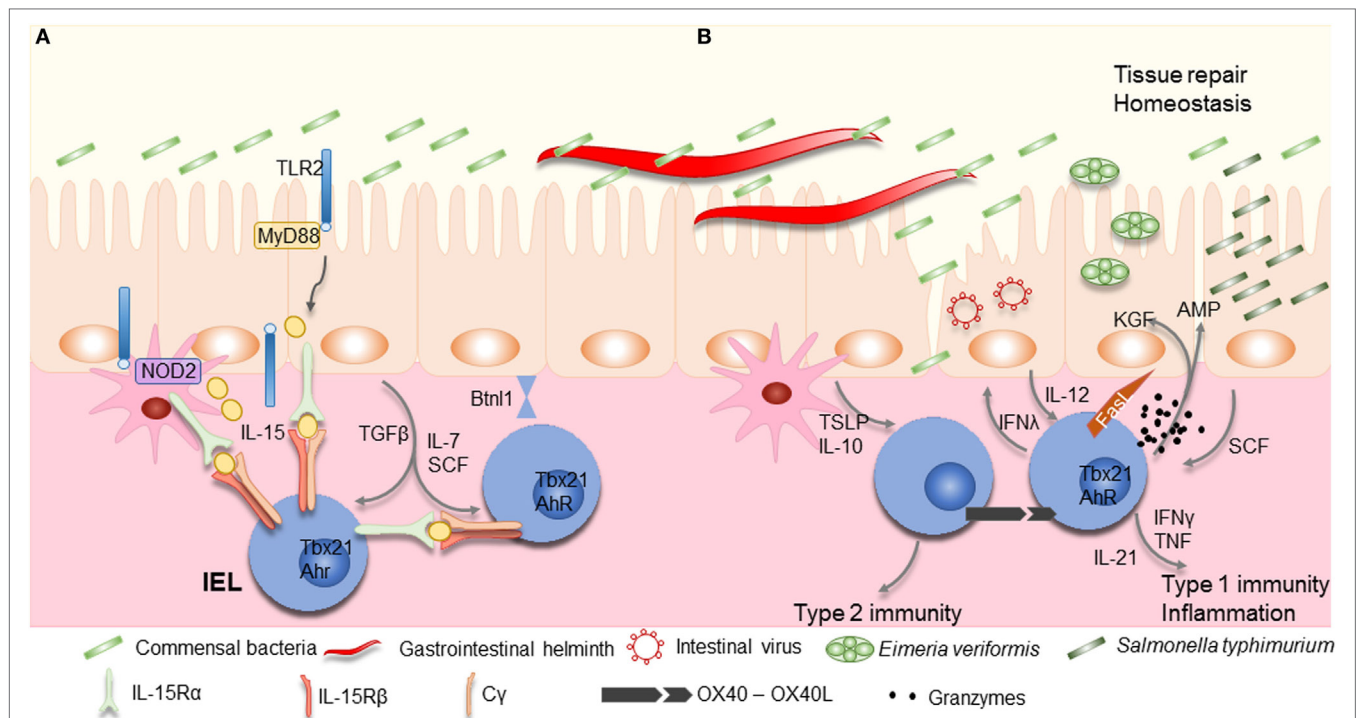 A
B
Tissue repair
Homeostasis
TLR2
MyD88
KGF
AMP
NOD2
Btnl1
IL-12
FasL
TSLP
IL-10
IFNλ
SCF
IL-15
TGFβ
IL-7
SCF
Tbx21
AhR
Tbx21
AhR
Tbx21
Ahr
IEL
IL-21
IFNγ
TNF
Type 2 immunity
Type 1 immunity
Inflammation
Commensal bacteria
Gastrointestinal helminth
Intestinal virus
Eimeria veriformis
Salmonella typhimurium
IL-15Rα
IL-15Rβ
Cγ
OX40 – OX40L
Granzymes